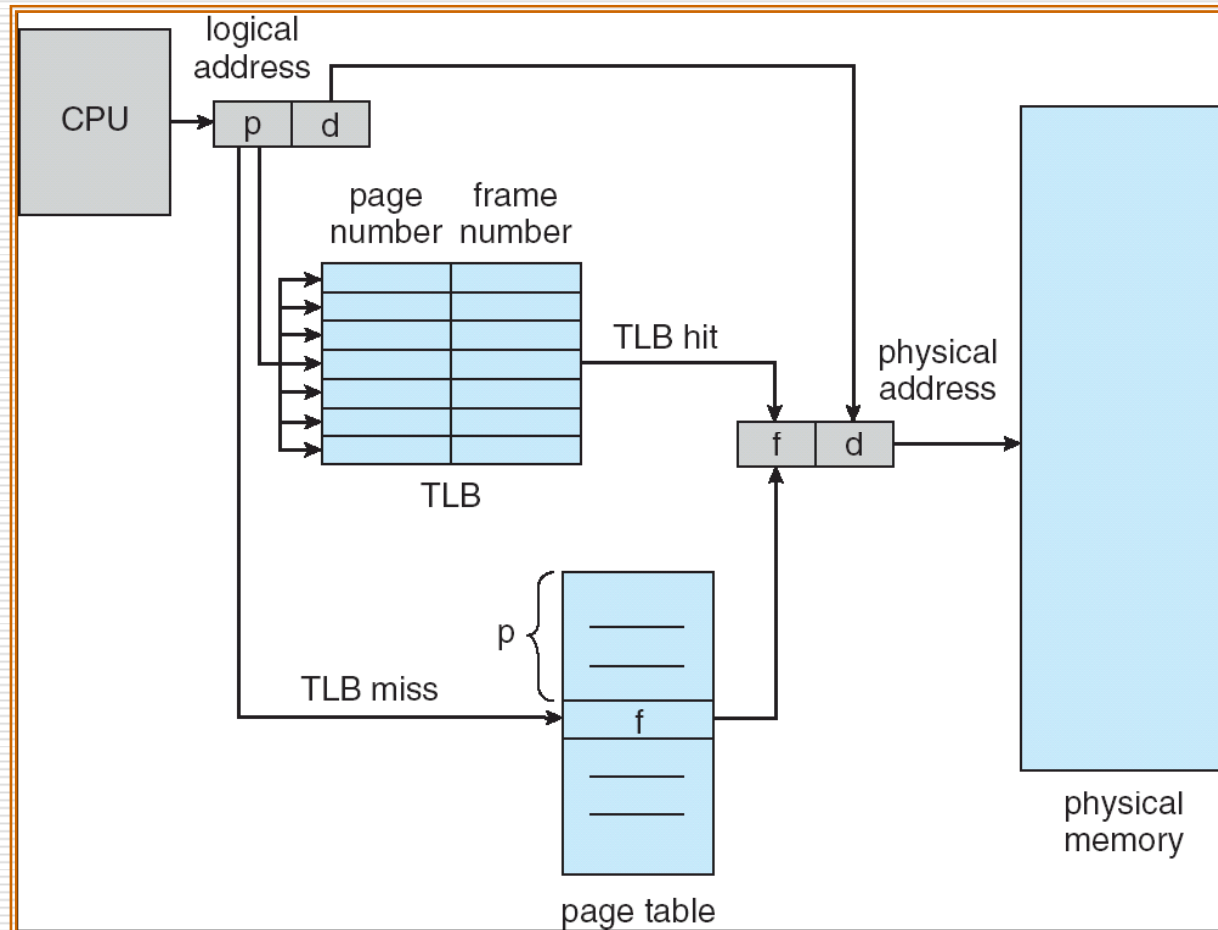 logical
address
CPU
p
d
page
number
frame
number
TLB hit
physical
address
f
d
TLB
p
TLB miss
f
physical
memory
page table